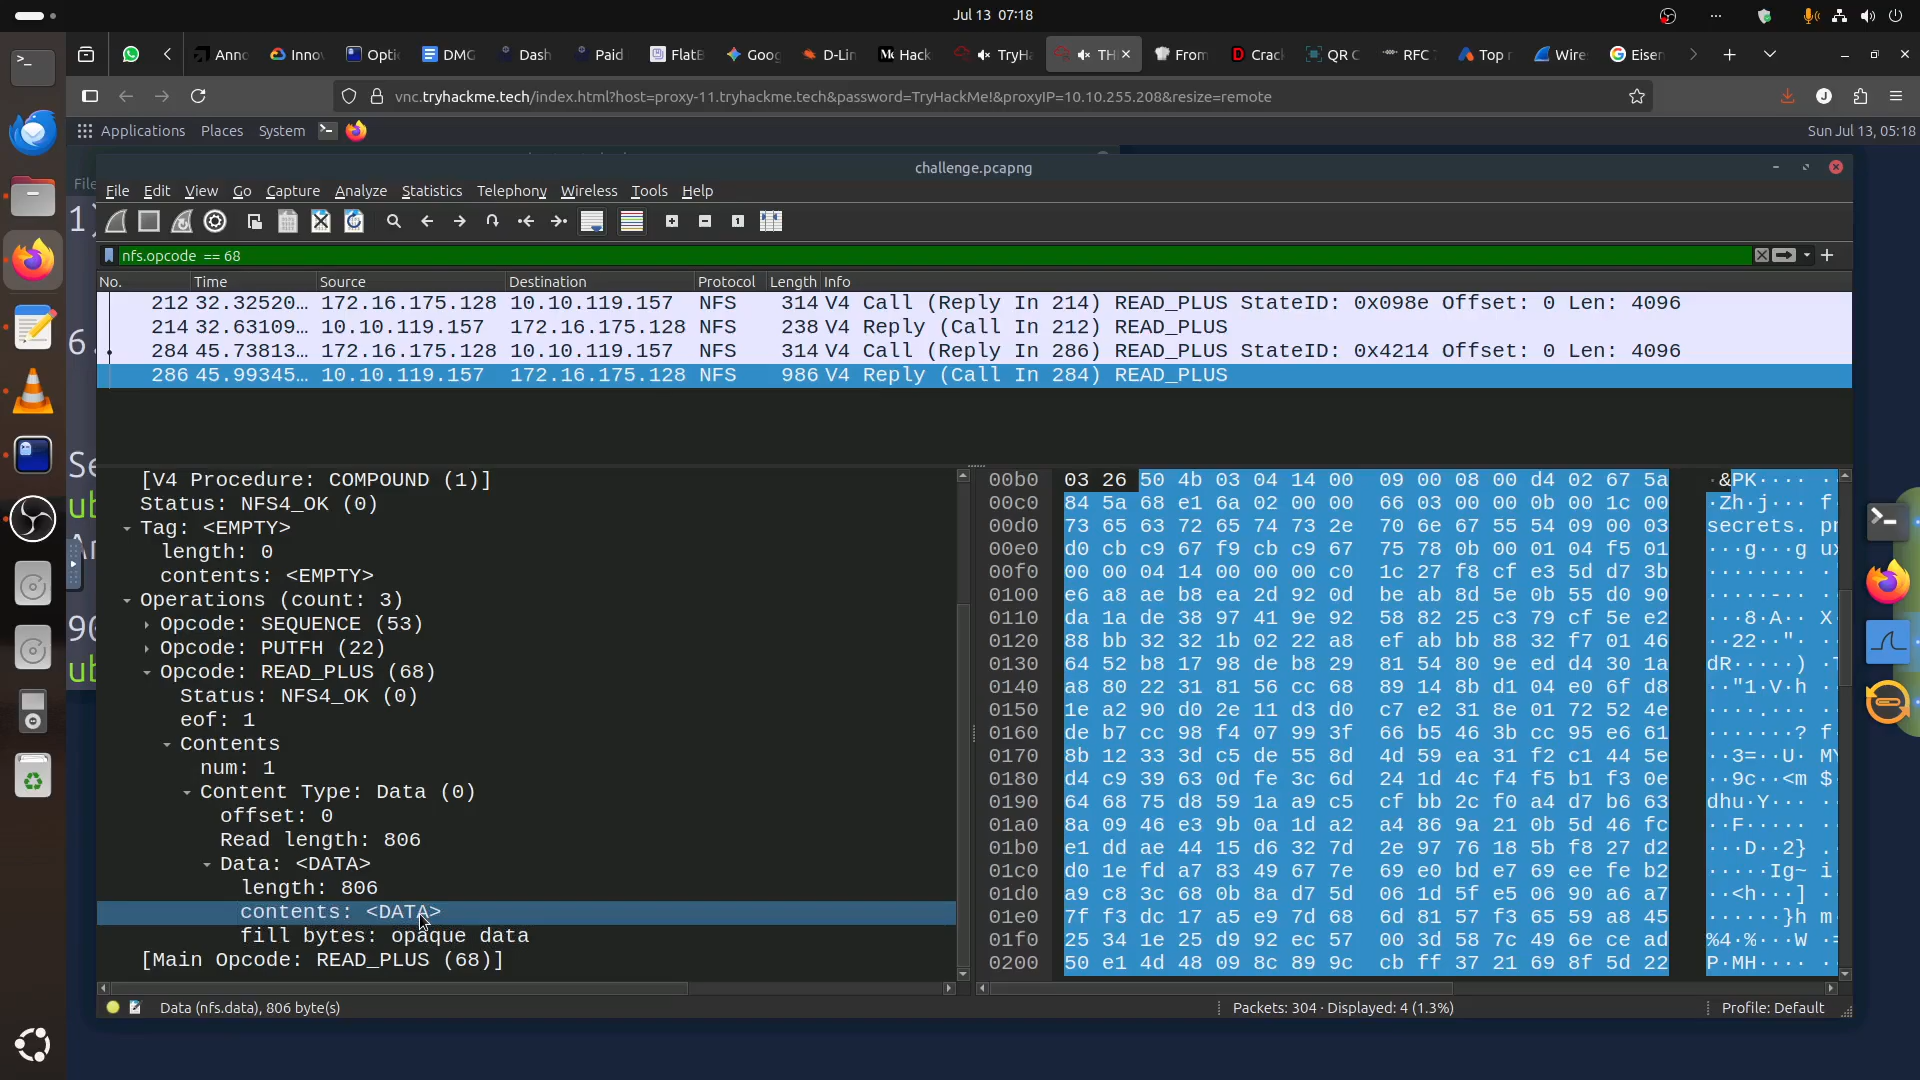 Jul 13 07:18
Anno
Inno
Opti
DMG
Dash
Paid
FlatB
Goog
D-Lin
Hack
TryHa
TH
From
Crac
QR C
RFC
Top r
Wire
Eisen
vnc.tryhackme.tech/index.html?host=proxy-11.tryhackme.tech&password=TryHackMe!&proxyIP=10.10.255.208&resize=remote
Applications Places System
Sun Jul 13, 05:18
challenge.pcapng
File Edit View Go Capture Analyze Statistics Telephony Wireless Tools Help
nfs.opcode == 68
No. Time Source Destination Protocol Length Info
212 32.32520… 172.16.175.128 10.10.119.157 NFS 314 V4 Call (Reply In 214) READ_PLUS StateID: 0x098e Offset: 0 Len: 4096
214 32.63109… 10.10.119.157 172.16.175.128 NFS 238 V4 Reply (Call In 212) READ_PLUS
284 45.73813… 172.16.175.128 10.10.119.157 NFS 314 V4 Call (Reply In 286) READ_PLUS StateID: 0x4214 Offset: 0 Len: 4096
286 45.99345… 10.10.119.157 172.16.175.128 NFS 986 V4 Reply (Call In 284) READ_PLUS
[V4 Procedure: COMPOUND (1)]
Status: NFS4_OK (0)
Tag: <EMPTY>
length: 0
contents: <EMPTY>
Operations (count: 3)
Opcode: SEQUENCE (53)
Opcode: PUTFH (22)
Opcode: READ_PLUS (68)
Status: NFS4_OK (0)
eof: 1
Contents
num: 1
Content Type: Data (0)
offset: 0
Read length: 806
Data: <DATA>
length: 806
contents: <DATA>
fill bytes: opaque data
[Main Opcode: READ_PLUS (68)]
00b0 03 26 50 4b 03 04 14 00 09 00 08 00 d4 02 67 5a ·&PK···· ··
00c0 84 5a 68 e1 6a 02 00 00 66 03 00 00 0b 00 1c 00 ·Zh·j··· f·
00d0 73 65 63 72 65 74 73 2e 70 6e 67 55 54 09 00 03 secrets. pn
00e0 d0 cb c9 67 f9 cb c9 67 75 78 0b 00 01 04 f5 01 ···g···g ux
00f0 00 00 04 14 00 00 00 c0 1c 27 f8 cf e3 5d d7 3b ········ ·'
0100 e6 a8 ae b8 ea 2d 92 0d be ab 8d 5e 0b 55 d0 90 ·····-·· ··
0110 da 1a de 38 97 41 9e 92 58 82 25 c3 79 cf 5e e2 ···8·A·· X·
0120 88 bb 32 32 1b 02 22 a8 ef ab bb 88 32 f7 01 46 ··22··"· ··
0130 64 52 b8 17 98 de b8 29 81 54 80 9e ed d4 30 1a dR·····) ·T
0140 a8 80 22 31 81 56 cc 68 89 14 8b d1 04 e0 6f d8 ··"1·V·h ··
0150 1e a2 90 d0 2e 11 d3 d0 c7 e2 31 8e 01 72 52 4e ····.··· ··
0160 de b7 cc 98 f4 07 99 3f 66 b5 46 3b cc 95 e6 61 ·······? f·
0170 8b 12 33 3d c5 de 55 8d 4d 59 ea 31 f2 c1 44 5e ··3=··U· MY
0180 d4 c9 39 63 0d fe 3c 6d 24 1d 4c f4 f5 b1 f3 0e ··9c··<m $·
0190 64 68 75 d8 59 1a a9 c5 cf bb 2c f0 a4 d7 b6 63 dhu·Y··· ··
01a0 8a 09 46 e3 9b 0a 1d a2 a4 86 9a 21 0b 5d 46 fc ··F····· ··
01b0 e1 dd ae 44 15 d6 32 7d 2e 97 76 18 5b f8 27 d2 ···D··2} .·
01c0 d0 1e fd a7 83 49 67 7e 69 e0 bd e7 69 ee fe b2 ·····Ig~ i·
01d0 a9 c8 3c 68 0b 8a d7 5d 06 1d 5f e5 06 90 a6 a7 ··<h···] ··
01e0 7f f3 dc 17 a5 e9 7d 68 6d 81 57 f3 65 59 a8 45 ······}h m·
01f0 25 34 1e 25 d9 92 ec 57 00 3d 58 7c 49 6e ce ad %4·%···W ·=
0200 50 e1 4d 48 09 8c 89 9c cb ff 37 21 69 8f 5d 22 P·MH···· ··
Data (nfs.data), 806 byte(s)
Packets: 304 · Displayed: 4 (1.3%)
Profile: Default